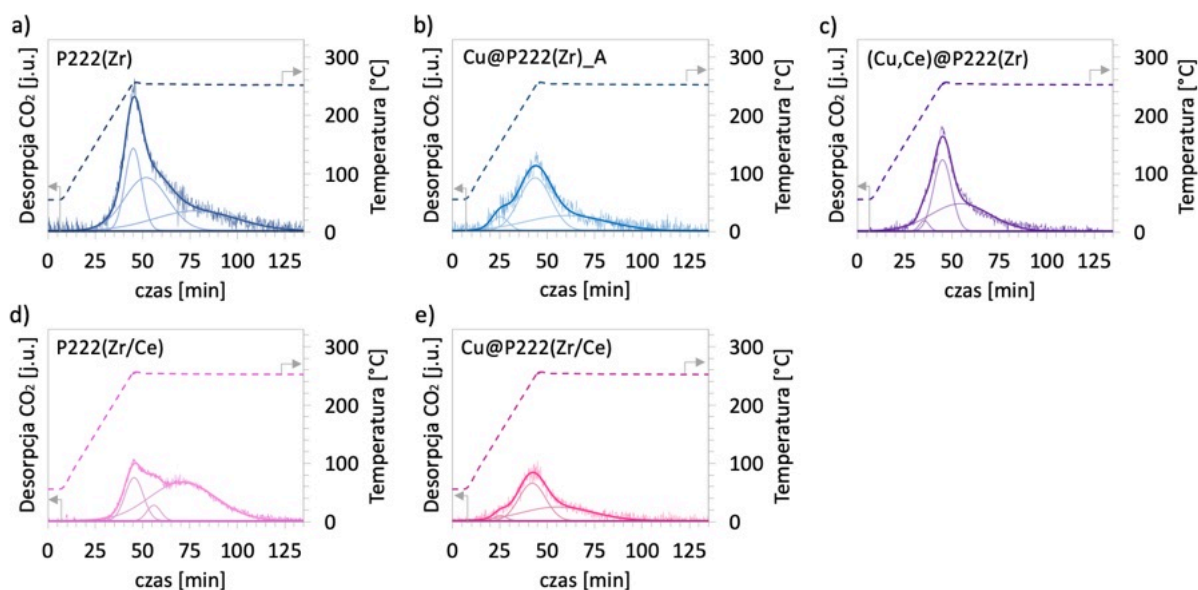 a)
P222(Zr)
Desorpcja CO₂ [j.u.]
300
200
100
0
Temperatura [°C]
0 25 50 75 100 125
czas [min]
b)
Cu@P222(Zr)_A
Desorpcja CO₂ [j.u.]
300
200
100
0
Temperatura [°C]
0 25 50 75 100 125
czas [min]
c)
(Cu,Ce)@P222(Zr)
Desorpcja CO₂ [j.u.]
300
200
100
0
Temperatura [°C]
0 25 50 75 100 125
czas [min]
d)
P222(Zr/Ce)
Desorpcja CO₂ [j.u.]
300
200
100
0
Temperatura [°C]
0 25 50 75 100 125
czas [min]
e)
Cu@P222(Zr/Ce)
Desorpcja CO₂ [j.u.]
300
200
100
0
Temperatura [°C]
0 25 50 75 100 125
czas [min]